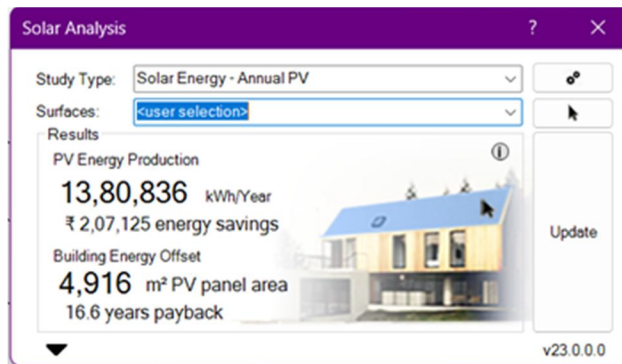 Solar Analysis ? ×
Study Type: Solar Energy - Annual PV
Surfaces: <user selection>
Results
PV Energy Production
13,80,836 kWh/Year
₹ 2,07,125 energy savings
Building Energy Offset
4,916 m² PV panel area
16.6 years payback
Update
v23.0.0.0